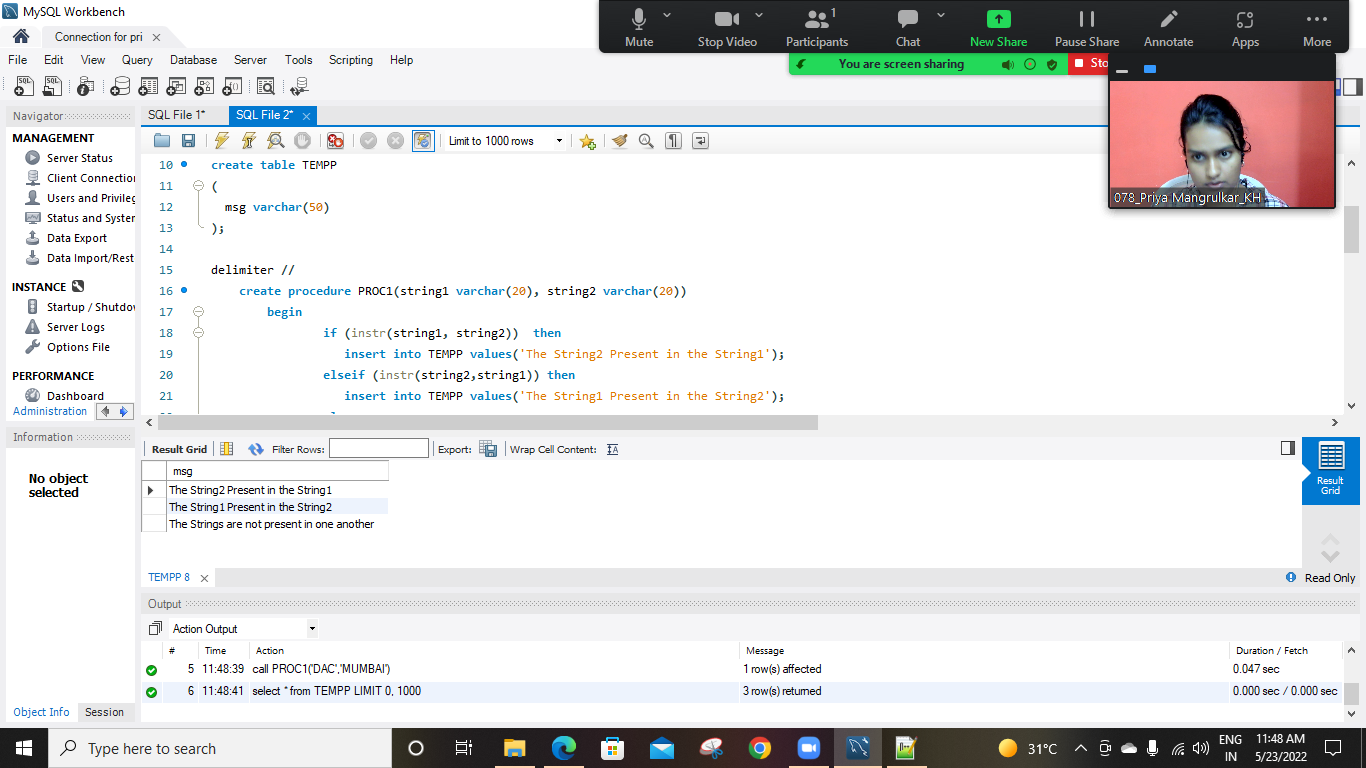 MySQL Workbench
Connection for pri
File Edit View Query Database Server Tools Scripting Help
Mute Stop Video Participants 1 Chat New Share Pause Share Annotate Apps More
You are screen sharing
Sto
078_Priya Mangrulkar_KH
Navigator
MANAGEMENT
Server Status
Client Connection
Users and Privileg
Status and System
Data Export
Data Import/Rest
INSTANCE
Startup / Shutdow
Server Logs
Options File
PERFORMANCE
Dashboard
Administration
Information
No object
selected
Object Info Session
SQL File 1* SQL File 2*
Limit to 1000 rows
10 create table TEMPP
11 (
12 msg varchar(50)
13 );
14
15 delimiter //
16 create procedure PROC1(string1 varchar(20), string2 varchar(20))
17 begin
18 if (instr(string1, string2)) then
19 insert into TEMPP values('The String2 Present in the String1');
20 elseif (instr(string2,string1)) then
21 insert into TEMPP values('The String1 Present in the String2');
Result Grid Filter Rows: Export: Wrap Cell Content:
msg
The String2 Present in the String1
The String1 Present in the String2
The Strings are not present in one another
Result
Grid
TEMPP 8
Read Only
Output
Action Output
# Time Action Message Duration / Fetch
5 11:48:39 call PROC1('DAC','MUMBAI') 1 row(s) affected 0.047 sec
6 11:48:41 select * from TEMPP LIMIT 0, 1000 3 row(s) returned 0.000 sec / 0.000 sec
Type here to search
31°C
ENG
IN
11:48 AM
5/23/2022